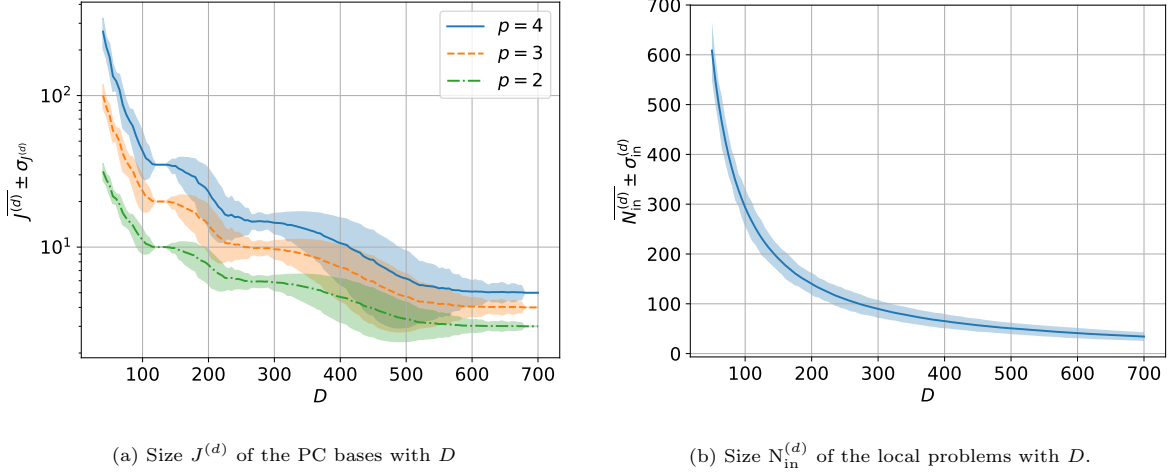 p = 4
p = 3
p = 2
10²
10¹
100 200 300 400 500 600 700
D
J⁽ᵈ⁾ ± σ_J⁽ᵈ⁾
(a) Size J⁽ᵈ⁾ of the PC bases with D
700
600
500
400
300
200
100
0
100 200 300 400 500 600 700
D
N_in⁽ᵈ⁾ ± σ_in⁽ᵈ⁾
(b) Size N_in⁽ᵈ⁾ of the local problems with D.